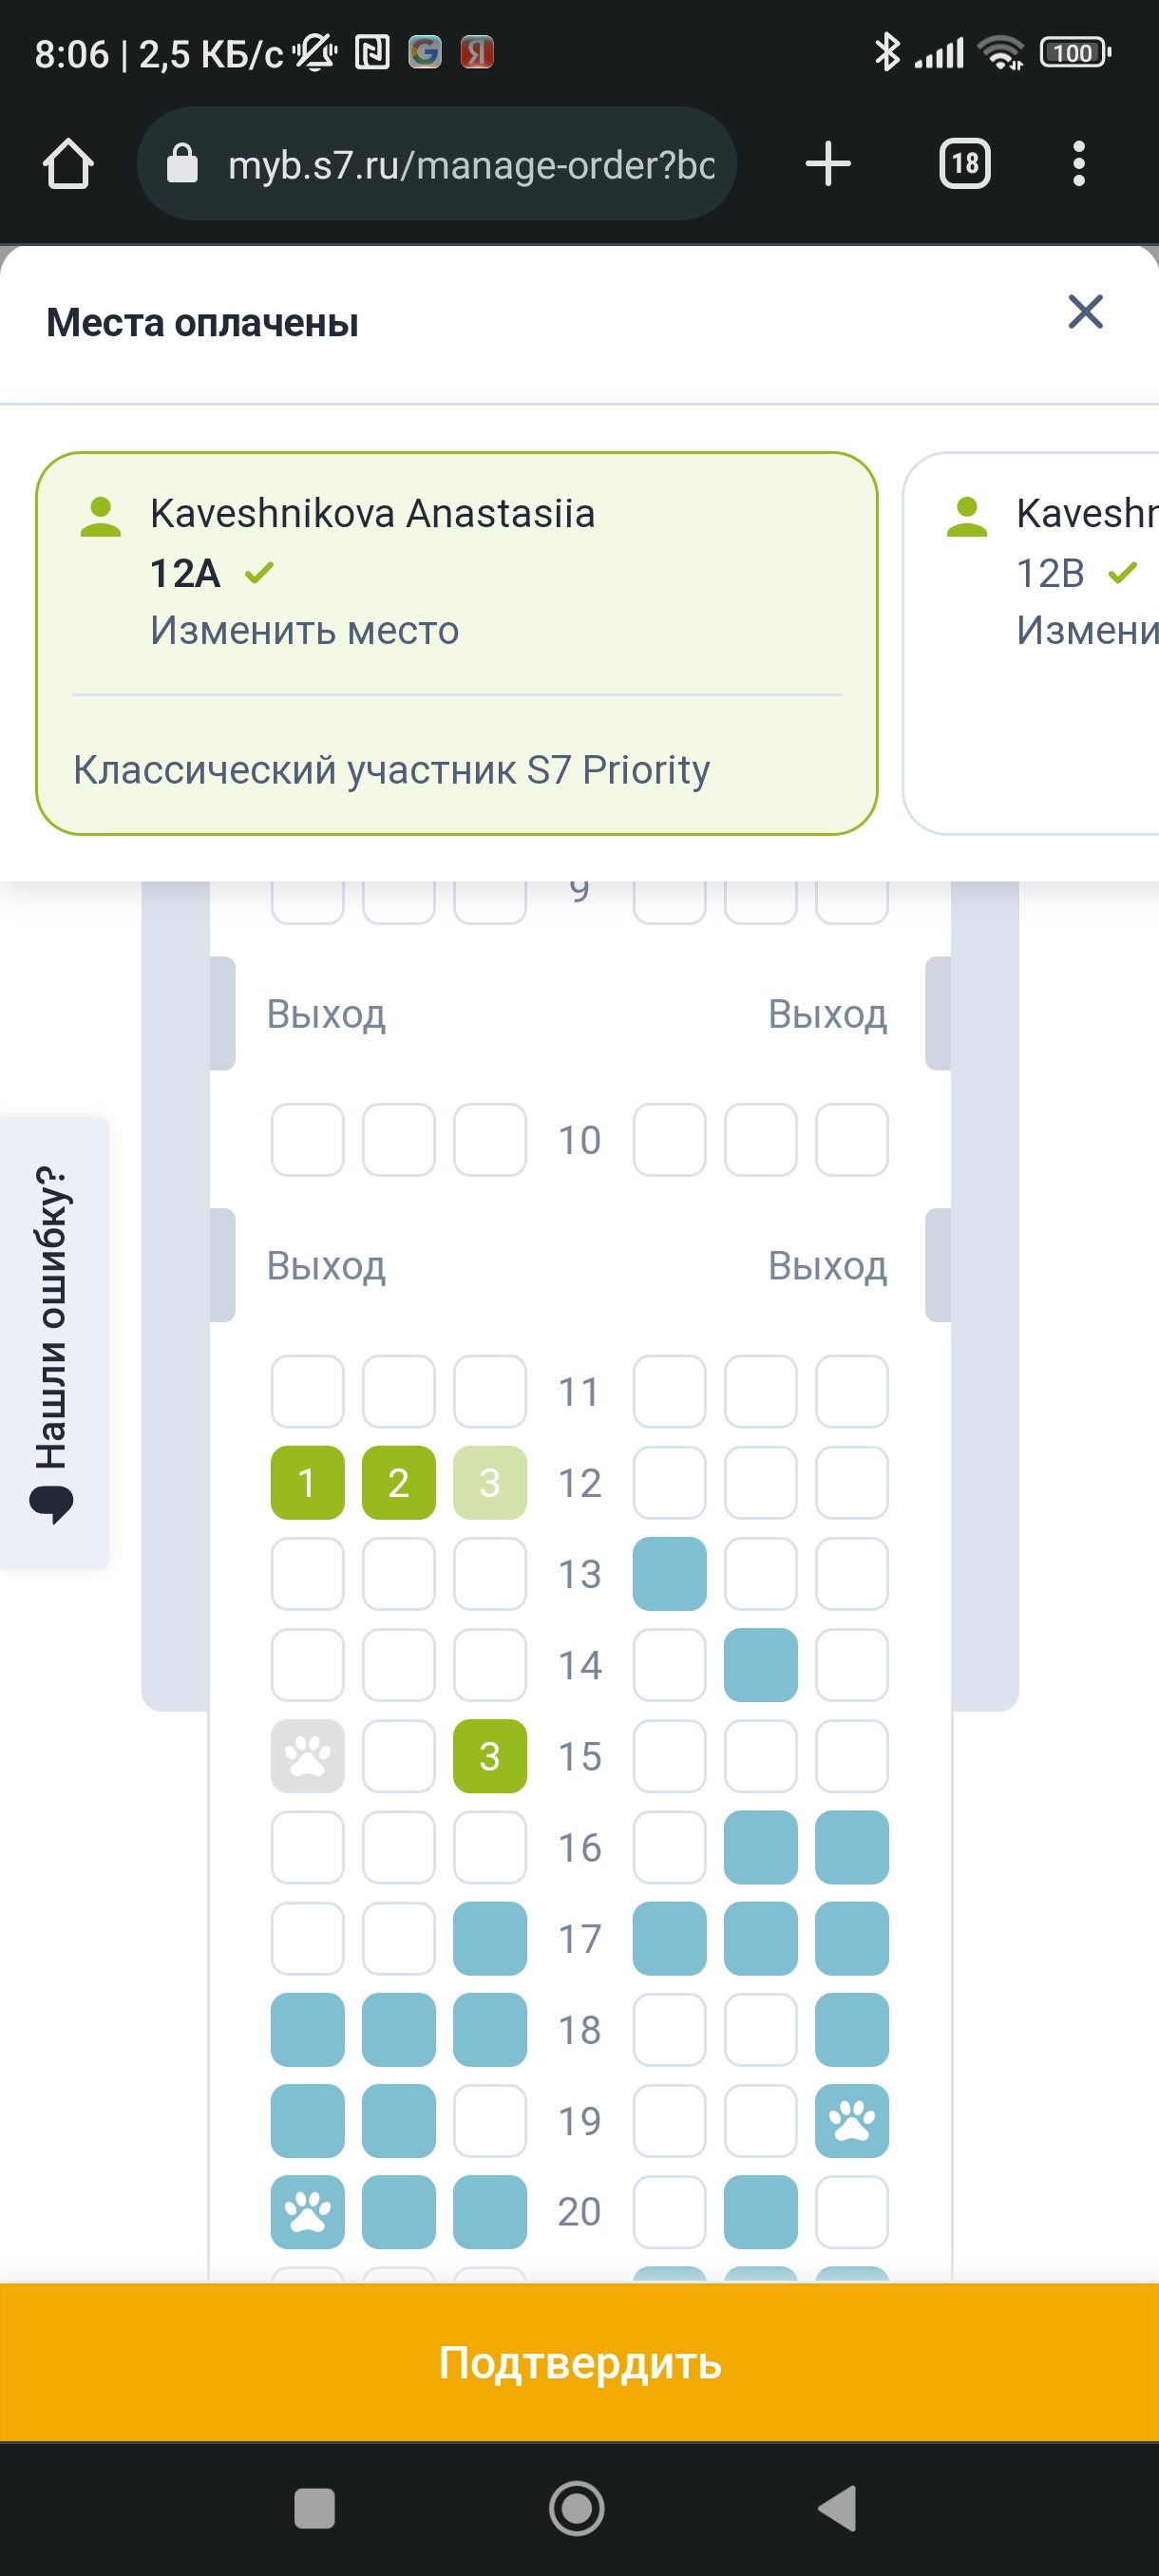 8:06 | 2,5 КБ/с
100
myb.s7.ru/manage-order?bc
18
Места оплачены
Kaveshnikova Anastasiia
12A
Изменить место
Классический участник S7 Priority
Kaveshn
12B
Измени
9
Выход Выход
10
Выход Выход
Нашли ошибку?
11
1 2 3 12
13
14
3 15
16
17
18
19
20
Подтвердить